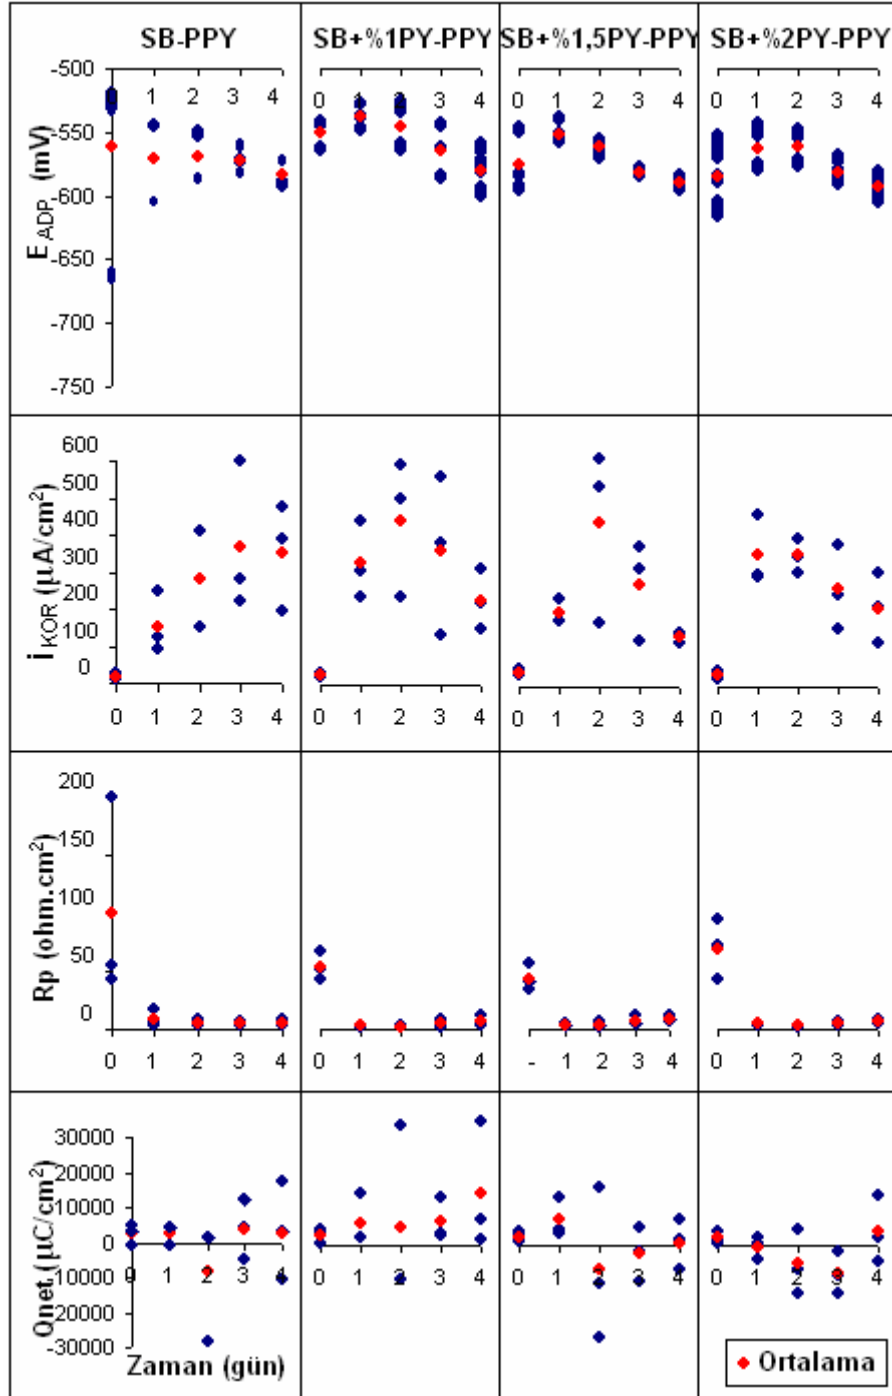 SB-PPY SB+%1PY-PPY SB+%1,5PY-PPY SB+%2PY-PPY
E ADP (mV)
-500
-550
-600
-650
-700
-750
0 1 2 3 4
0 1 2 3 4
0 1 2 3 4
0 1 2 3 4
iKOR (µA/cm²)
600
500
400
300
200
100
0
0 1 2 3 4
0 1 2 3 4
0 1 2 3 4
0 1 2 3 4
Rp (ohm.cm²)
200
150
100
50
0
0 1 2 3 4
0 1 2 3 4
- 1 2 3 4
0 1 2 3 4
Qnet (µC/cm²)
30000
20000
10000
0
-10000
-20000
-30000
0 1 2 3 4
0 1 2 3 4
0 1 2 3 4
0 1 2 3 4
Zaman (gün)
Ortalama